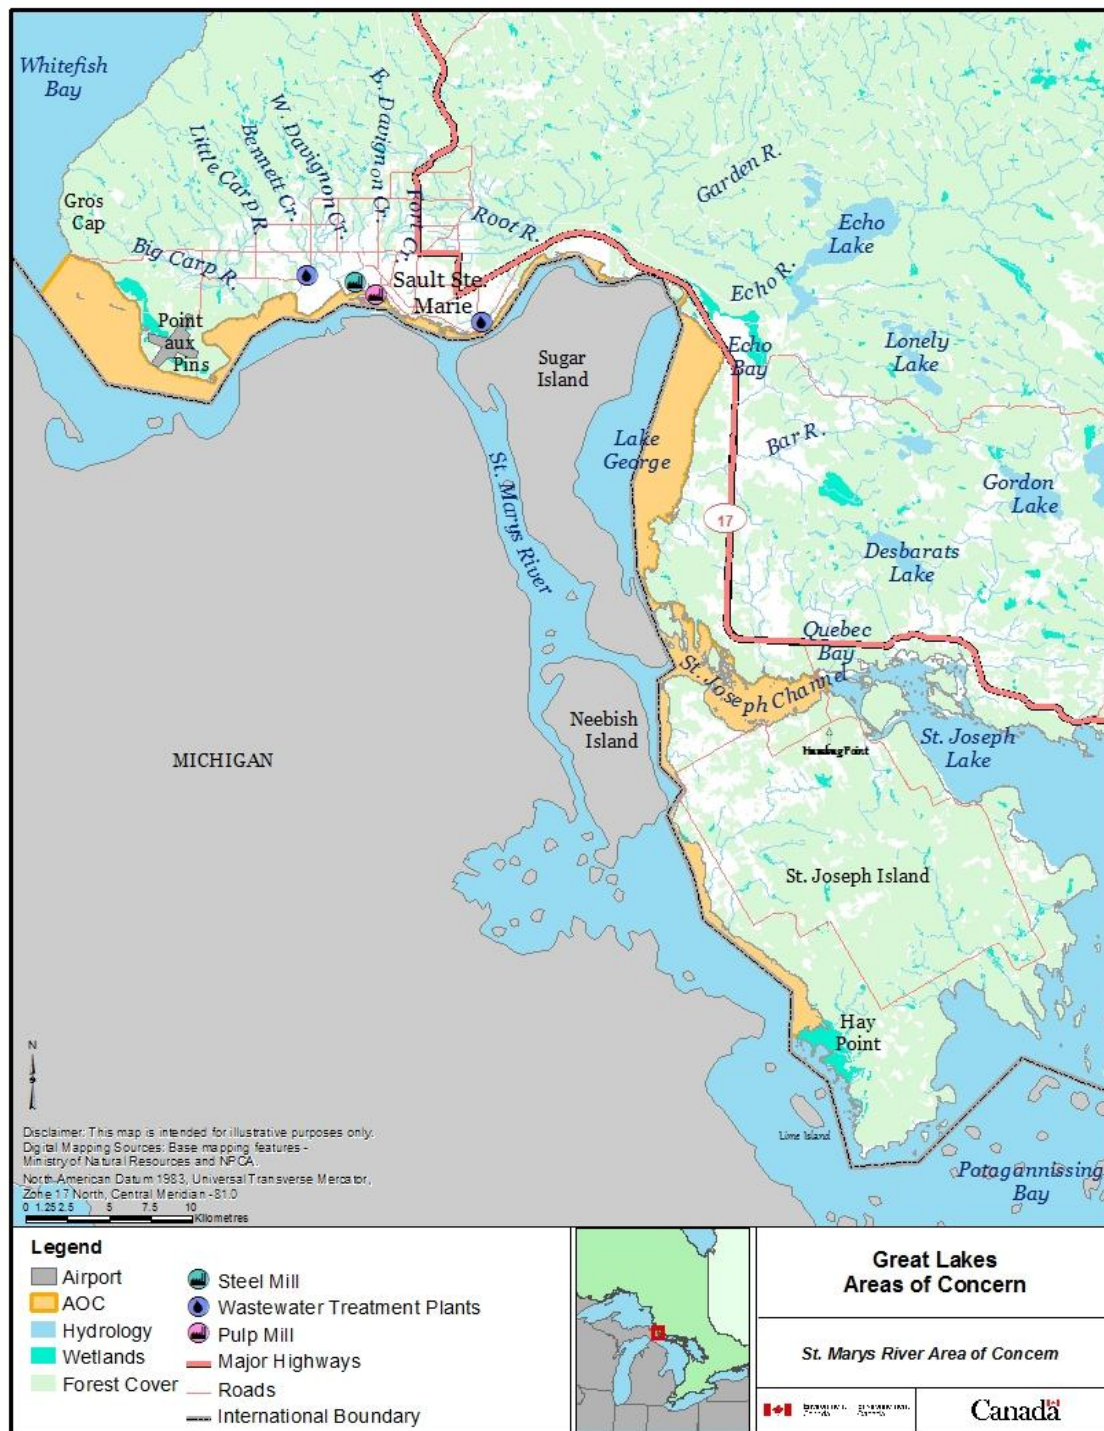 Whitefish
Bay
Gros
Cap
Little Carp R.
Bennett Cr.
W. Davignon Cr.
E. Davignon Cr.
Fort Cr.
Root R.
Garden R.
Big Carp R.
Echo
Lake
Echo R.
Sault Ste.
Marie
Point
aux
Pins
Sugar
Island
Echo
Bay
Lonely
Lake
Lake
George
Bar R.
Gordon
Lake
St. Marys River
17
Desbarats
Lake
Quebec
Bay
St. Joseph Channel
Neebish
Island
MICHIGAN
St. Joseph
Lake
St. Joseph Island
Hay
Point
Lime Island
Potagannissing
Bay
N
Disclaimer: This map is intended for illustrative purposes only.
Digital Mapping Sources: Base mapping features -
Ministry of Natural Resources and NPCA.
North American Datum 1983, Universal Transverse Mercator,
Zone 17 North, Central Meridian -81.0
0 1.25 2.5 5 7.5 10
Kilometres
Legend
Airport
AOC
Hydrology
Wetlands
Forest Cover
Steel Mill
Wastewater Treatment Plants
Pulp Mill
Major Highways
Roads
International Boundary
Great Lakes
Areas of Concern
St. Marys River Area of Concern
Environment Environnement
Canada Canada
Canada